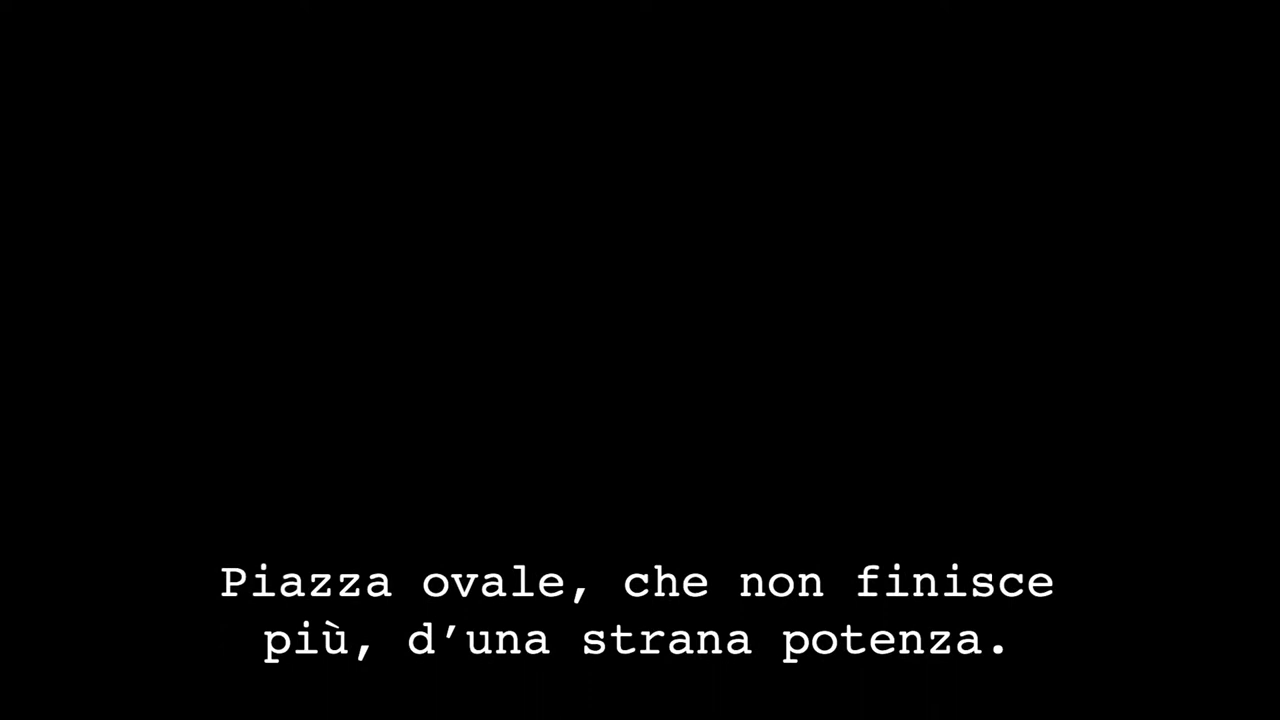 Piazza ovale, che non finisce
più, d’una strana potenza.